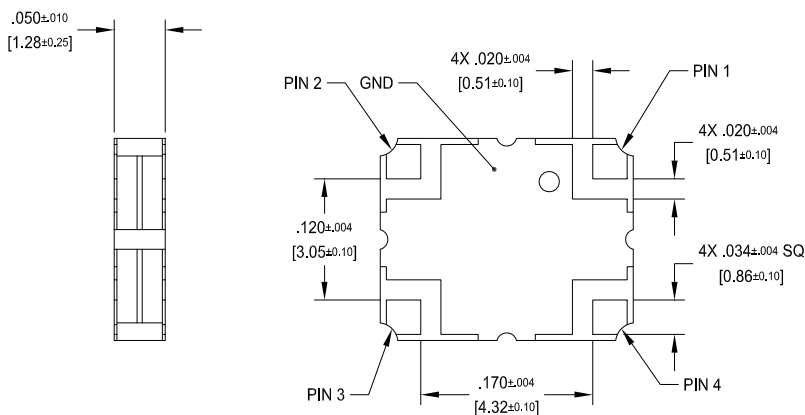 .050±.010
[1.28±0.25]
4X .020±.004
[0.51±0.10]
PIN 2
GND
PIN 1
4X .020±.004
[0.51±0.10]
.120±.004
[3.05±0.10]
4X .034±.004 SQ
[0.86±0.10]
PIN 3
.170±.004
[4.32±0.10]
PIN 4